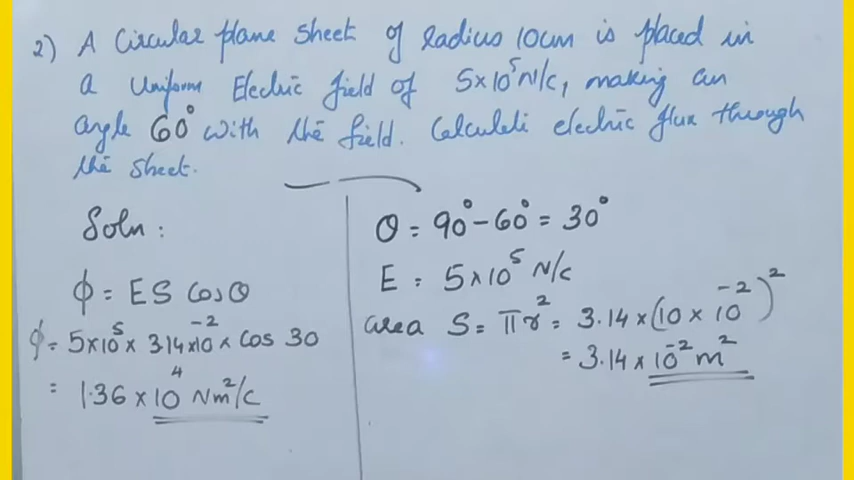 2) A Circular plane sheet of radius 10cm is placed in
a Uniform Electric field of 5×10⁵N/C, making an
angle 60° with the field. Calculate electric flux through
the sheet.
Soln:
ϕ = ES Cosθ
ϕ = 5×10⁵ × 3.14×10⁻² × Cos 30
= 1.36 × 10⁴ Nm²/C
θ = 90° - 60° = 30°
E = 5×10⁵ N/C
area S = πr² = 3.14 × (10 × 10⁻²)²
= 3.14 × 10⁻² m²